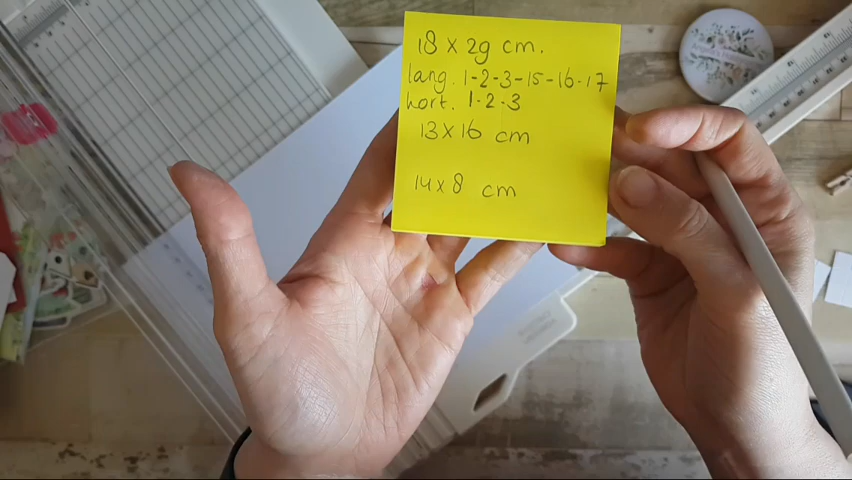 18 x 29 cm.
lang. 1-2-3-15-16-17
kort. 1-2-3
13 x 16 cm
14 x 8 cm